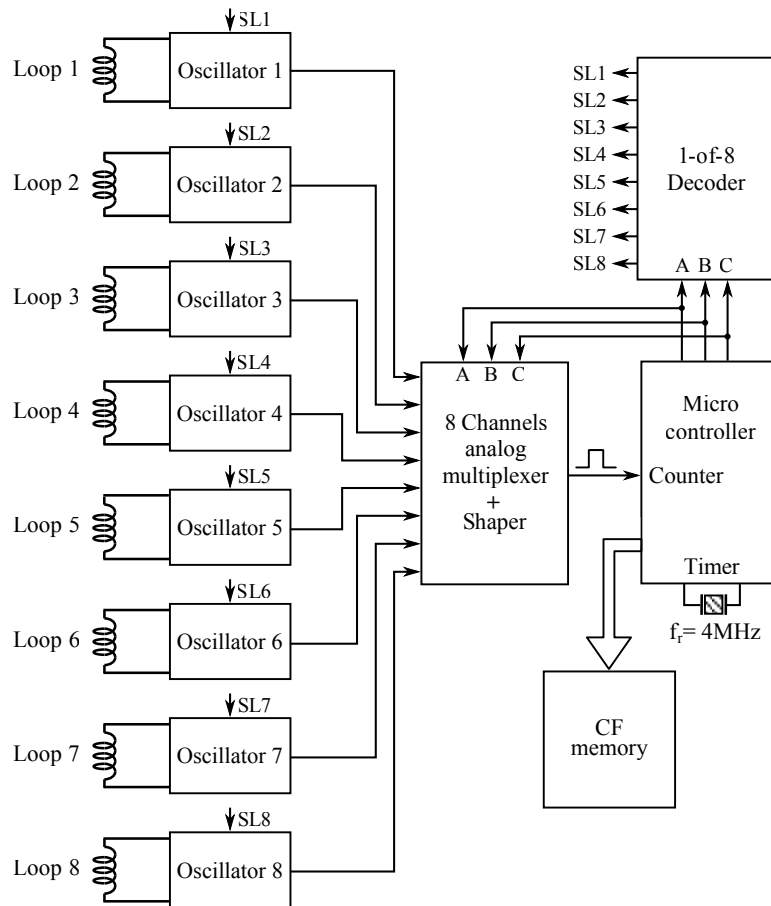 SL1
Loop 1
Oscillator 1
SL2
Loop 2
Oscillator 2
SL3
Loop 3
Oscillator 3
SL4
Loop 4
Oscillator 4
SL5
Loop 5
Oscillator 5
SL6
Loop 6
Oscillator 6
SL7
Loop 7
Oscillator 7
SL8
Loop 8
Oscillator 8
A B C
8 Channels
analog
multiplexer
+
Shaper
SL1
SL2
SL3
SL4
SL5
SL6
SL7
SL8
1-of-8
Decoder
A B C
Micro
controller
Counter
Timer
fr= 4MHz
CF
memory